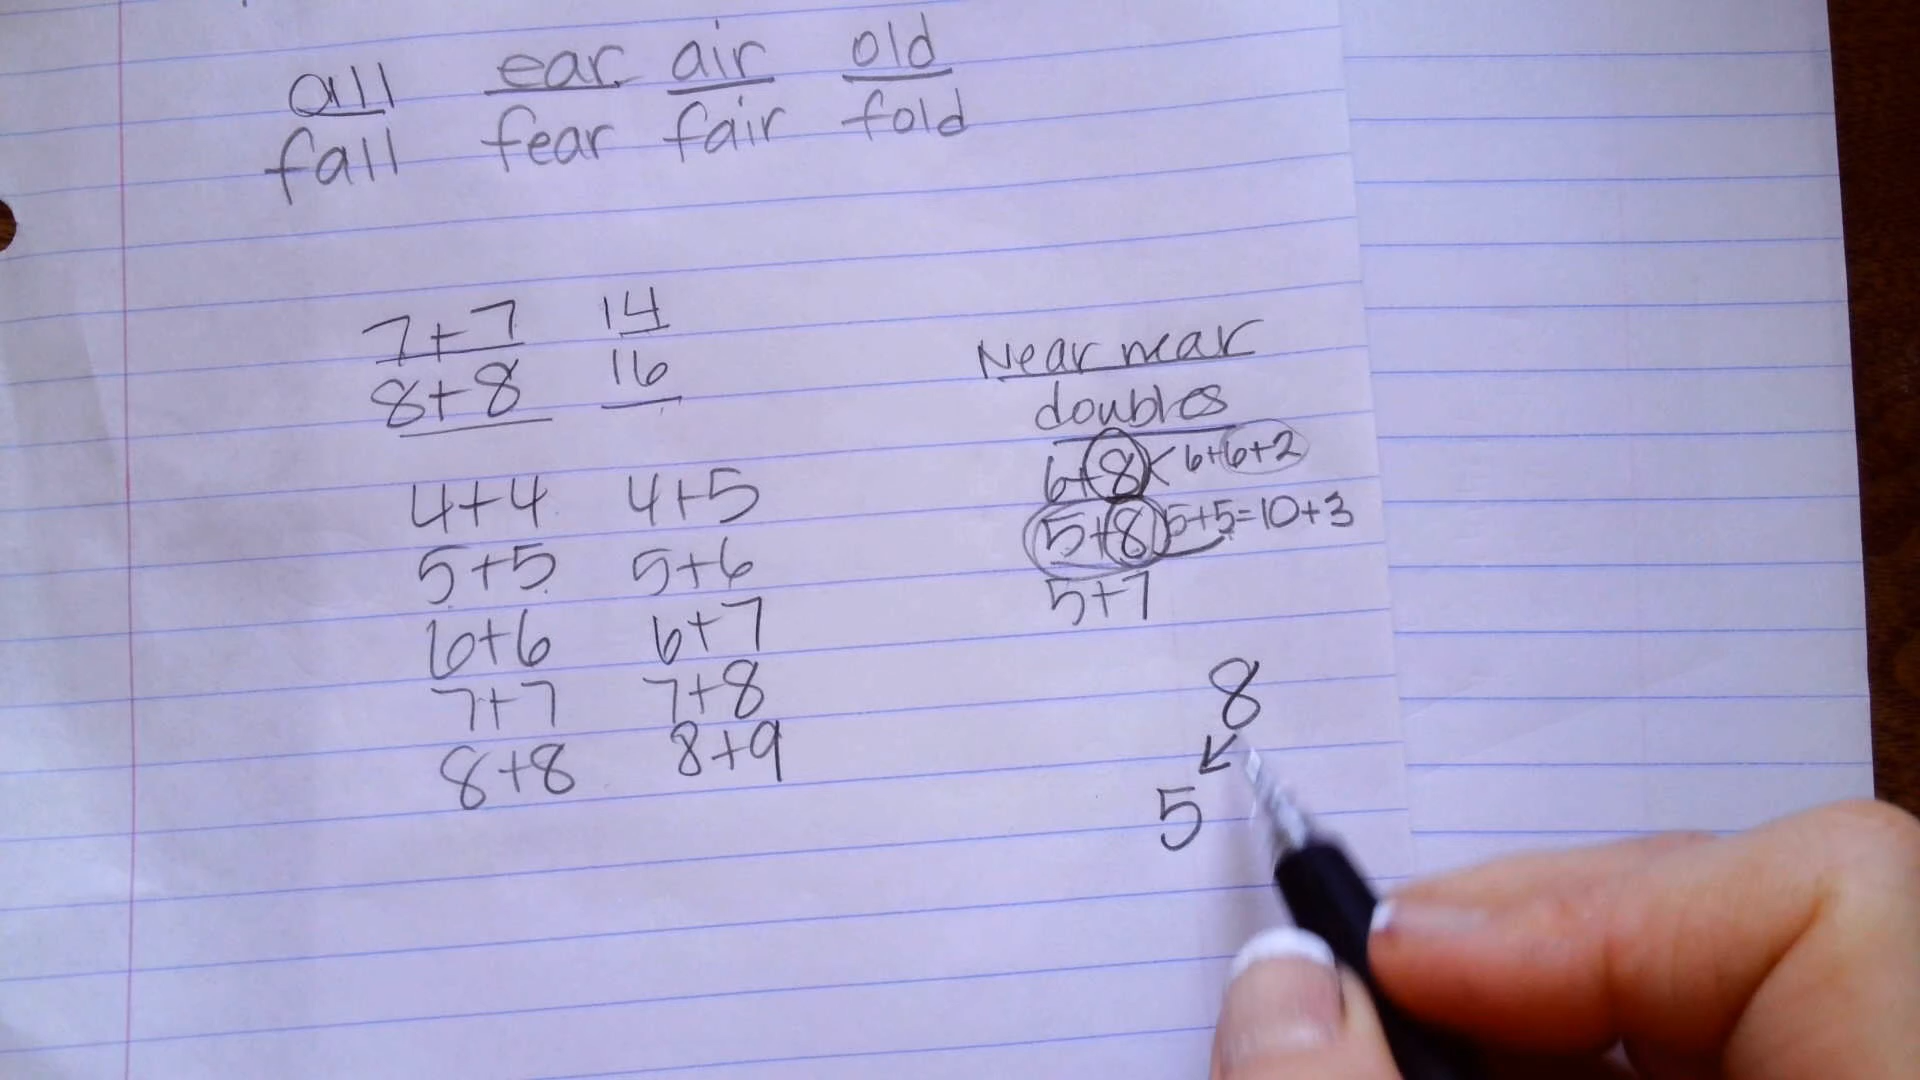 all ear air old
fall fear fair fold
7+7 14
8+8 16
Near near
doubles
6+8 < 6+6+2
5+8 5+5=10+3
5+7
4+4 4+5
5+5 5+6
6+6 6+7
7+7 7+8
8+8 8+9
8
5